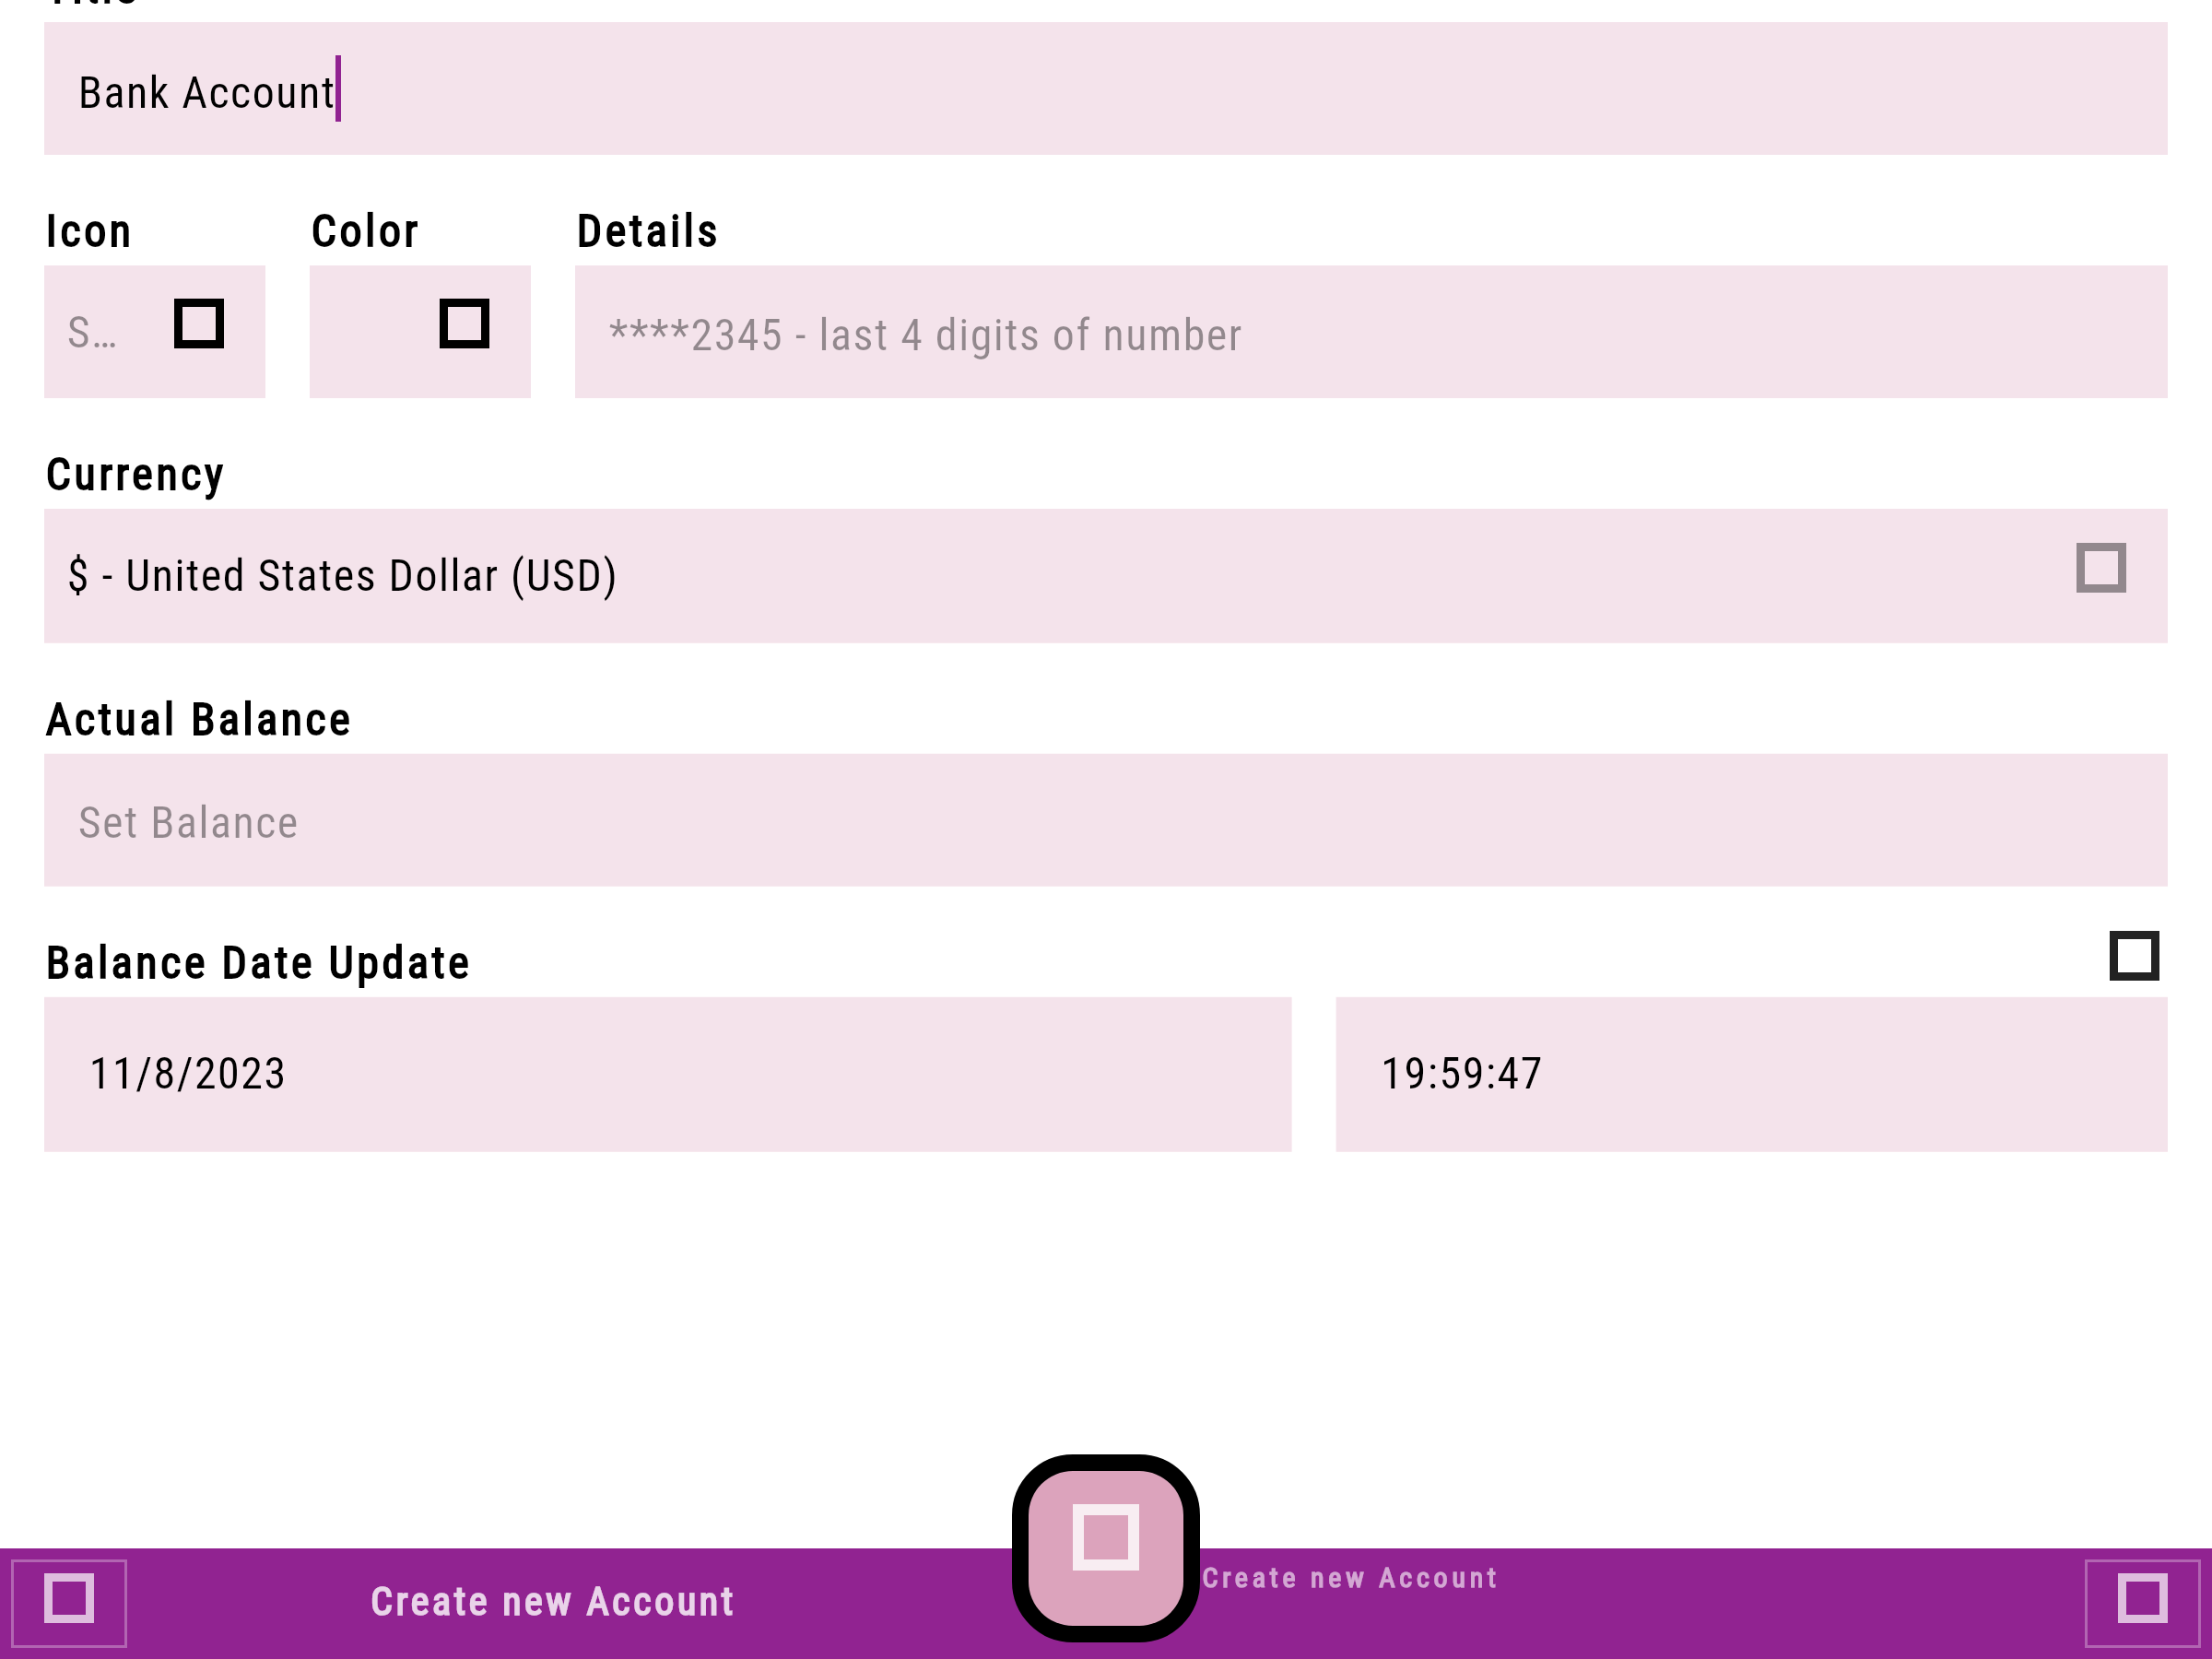 Bank Account
Icon
Color
Details
S…
****2345 - last 4 digits of number
Currency
$ - United States Dollar (USD)
Actual Balance
Set Balance
Balance Date Update
11/8/2023
19:59:47
Create new Account
Create new Account